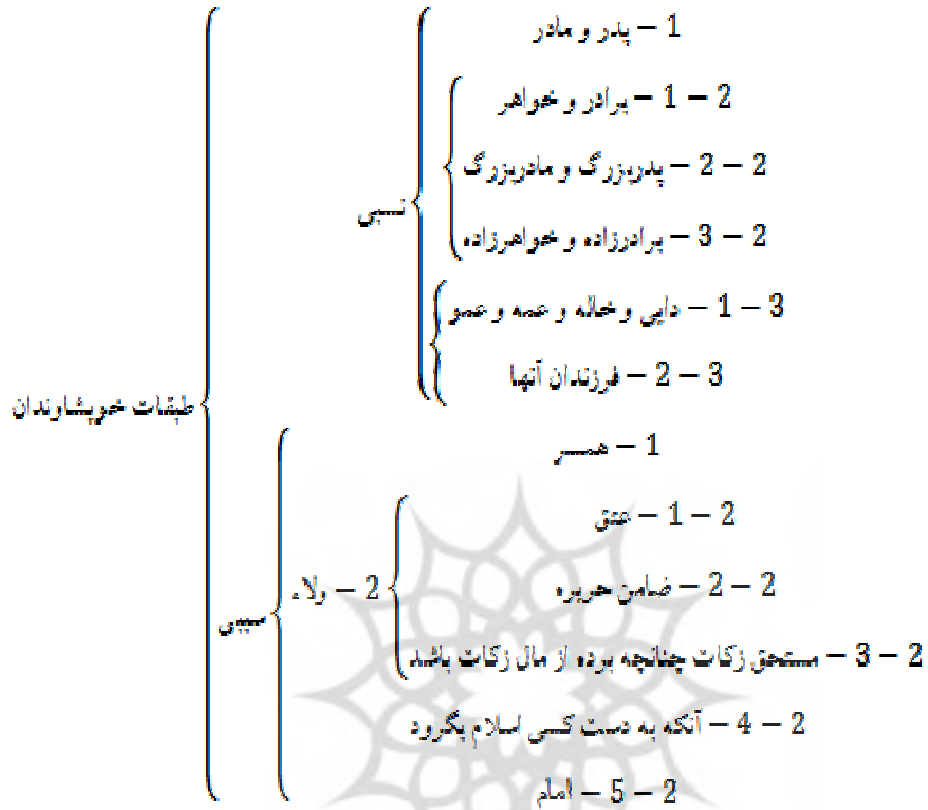 1 – پدر و مادر
2 – 1 – برادر و خواهر
2 – 2 – پدربزرگ و مادربزرگ
2 – 3 – برادرزاده و خواهرزاده
نسبی
3 – 1 – دایی و خاله و عمه و عمو
3 – 2 – فرزندان آنها
طبقات خویشاوندان
1 – همسر
2 – 1 – عتق
2 – ولاء
2 – 2 – ضامن جریره
سببی
2 – 3 – مستحق زکات چنانچه برده از مال زکات باشد
2 – 4 – آنکه به دست کسی اسلام بگرود
2 – 5 – امام